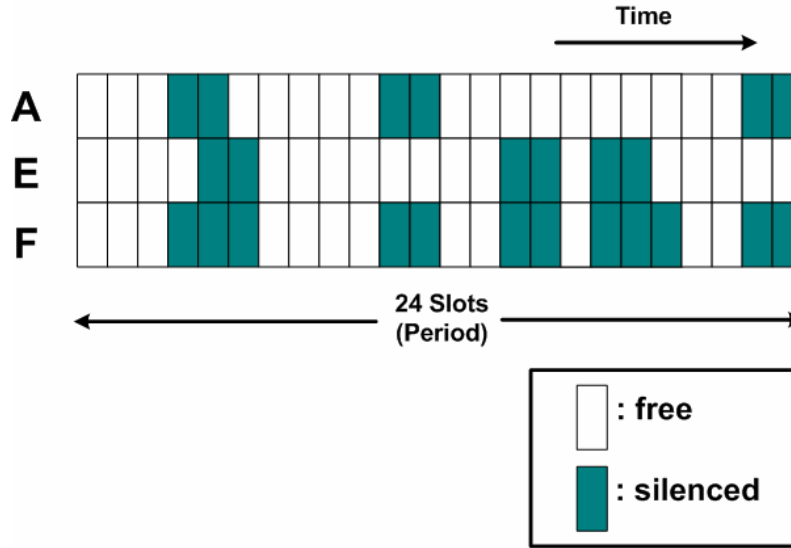 Time
A
E
F
24 Slots
(Period)
: free
: silenced